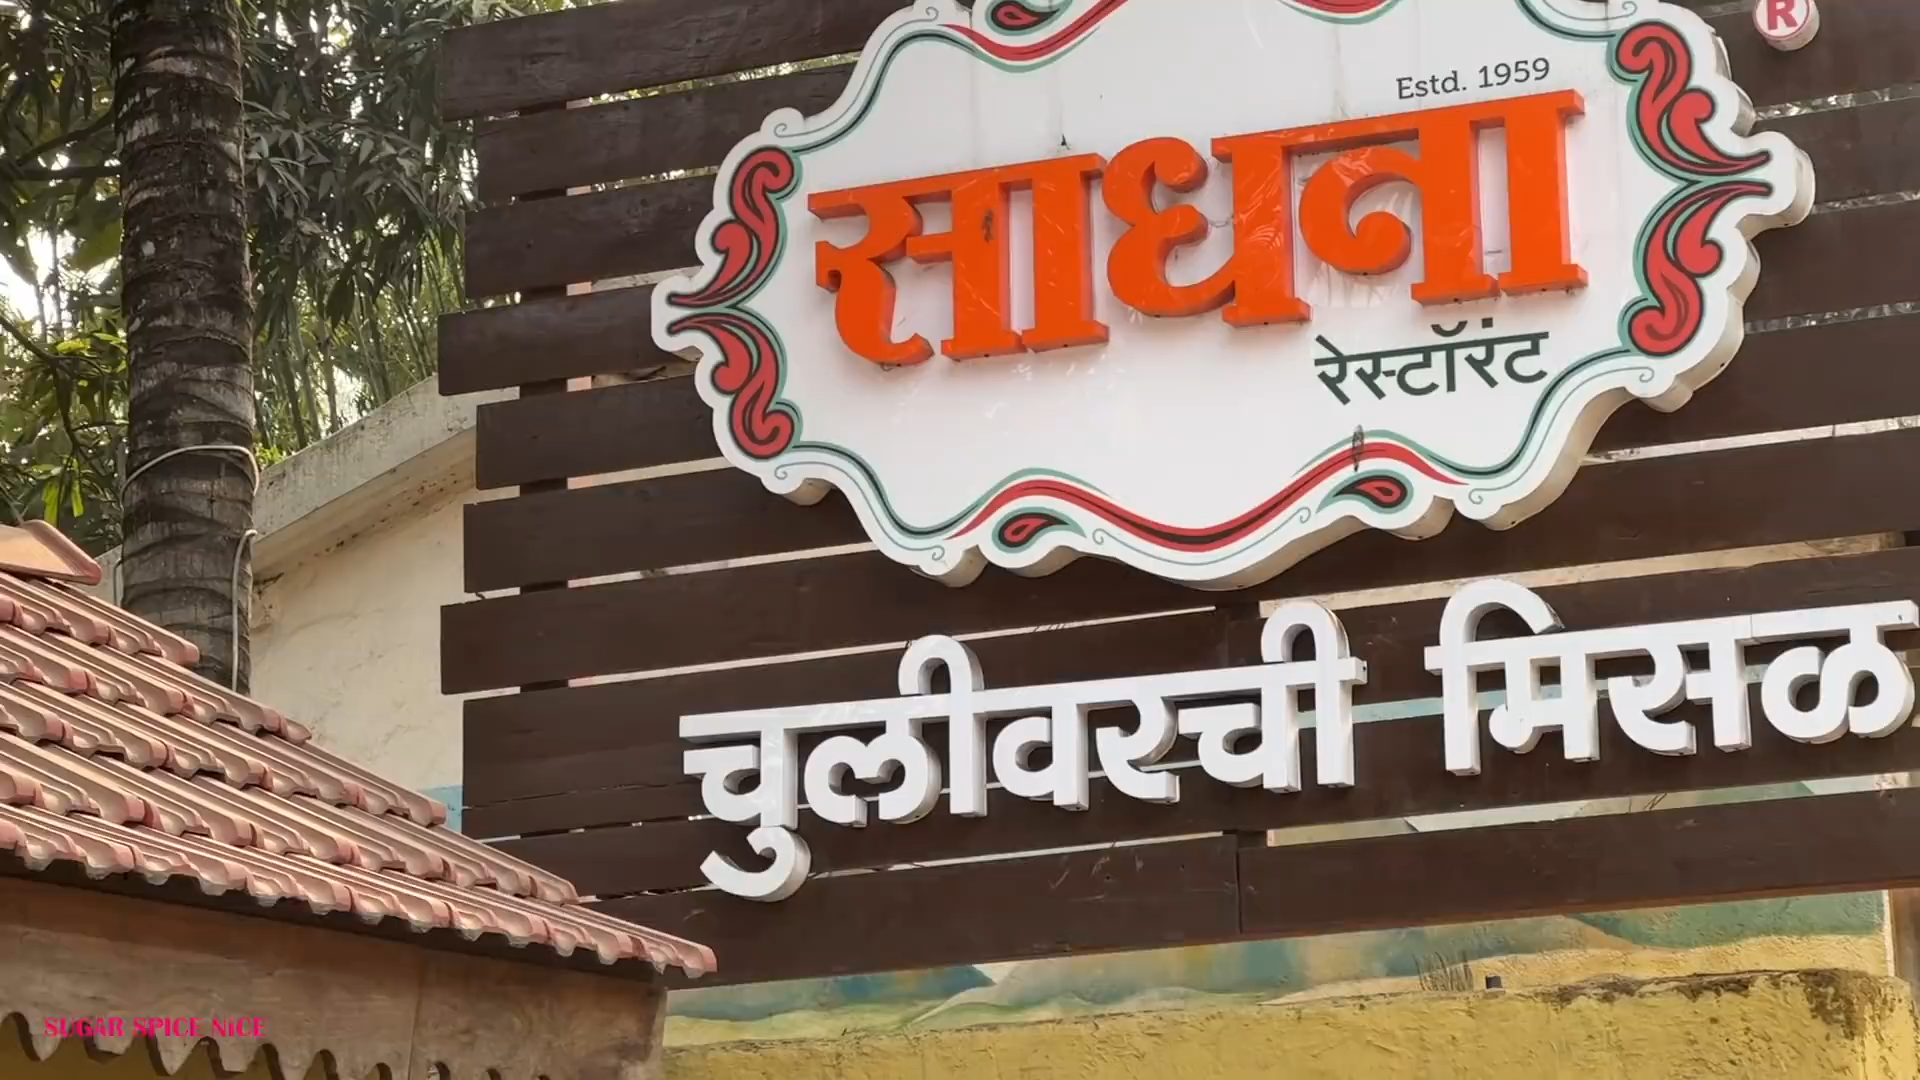 ®
Estd. 1959
साधना
रेस्टॉरंट
चुलीवरची मिसळ
SUGAR SPICE NiCE